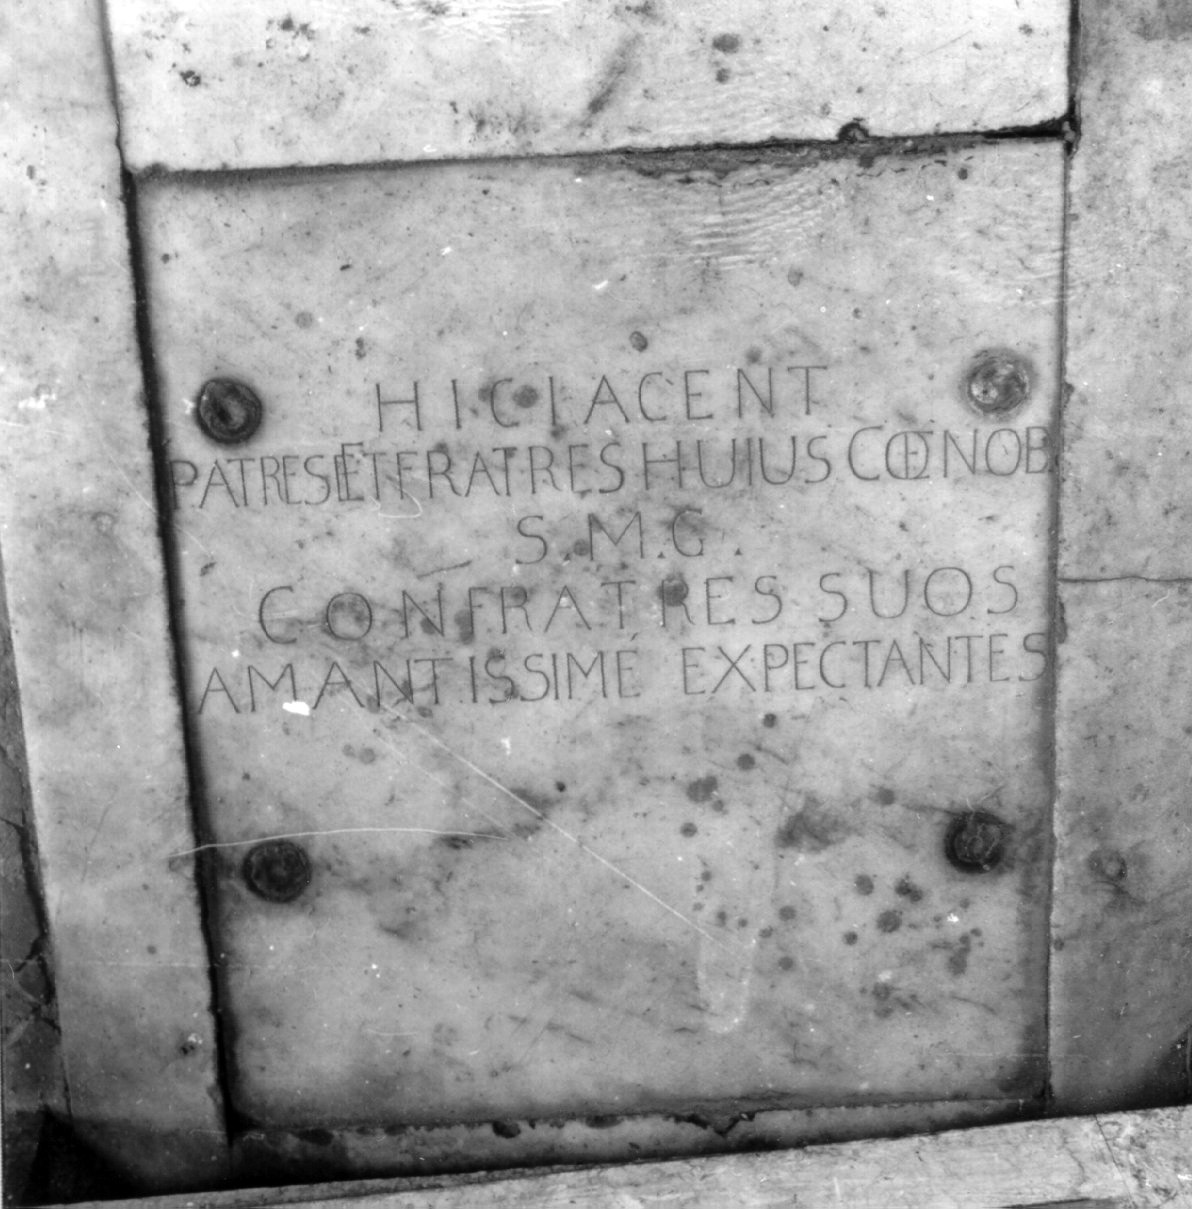 HIC IACENT
PATRES ET FRATRES HUIUS CŒNOB
S.M.G.
CONFRATRES SUOS
AMANTISSIMÉ EXPECTANTES